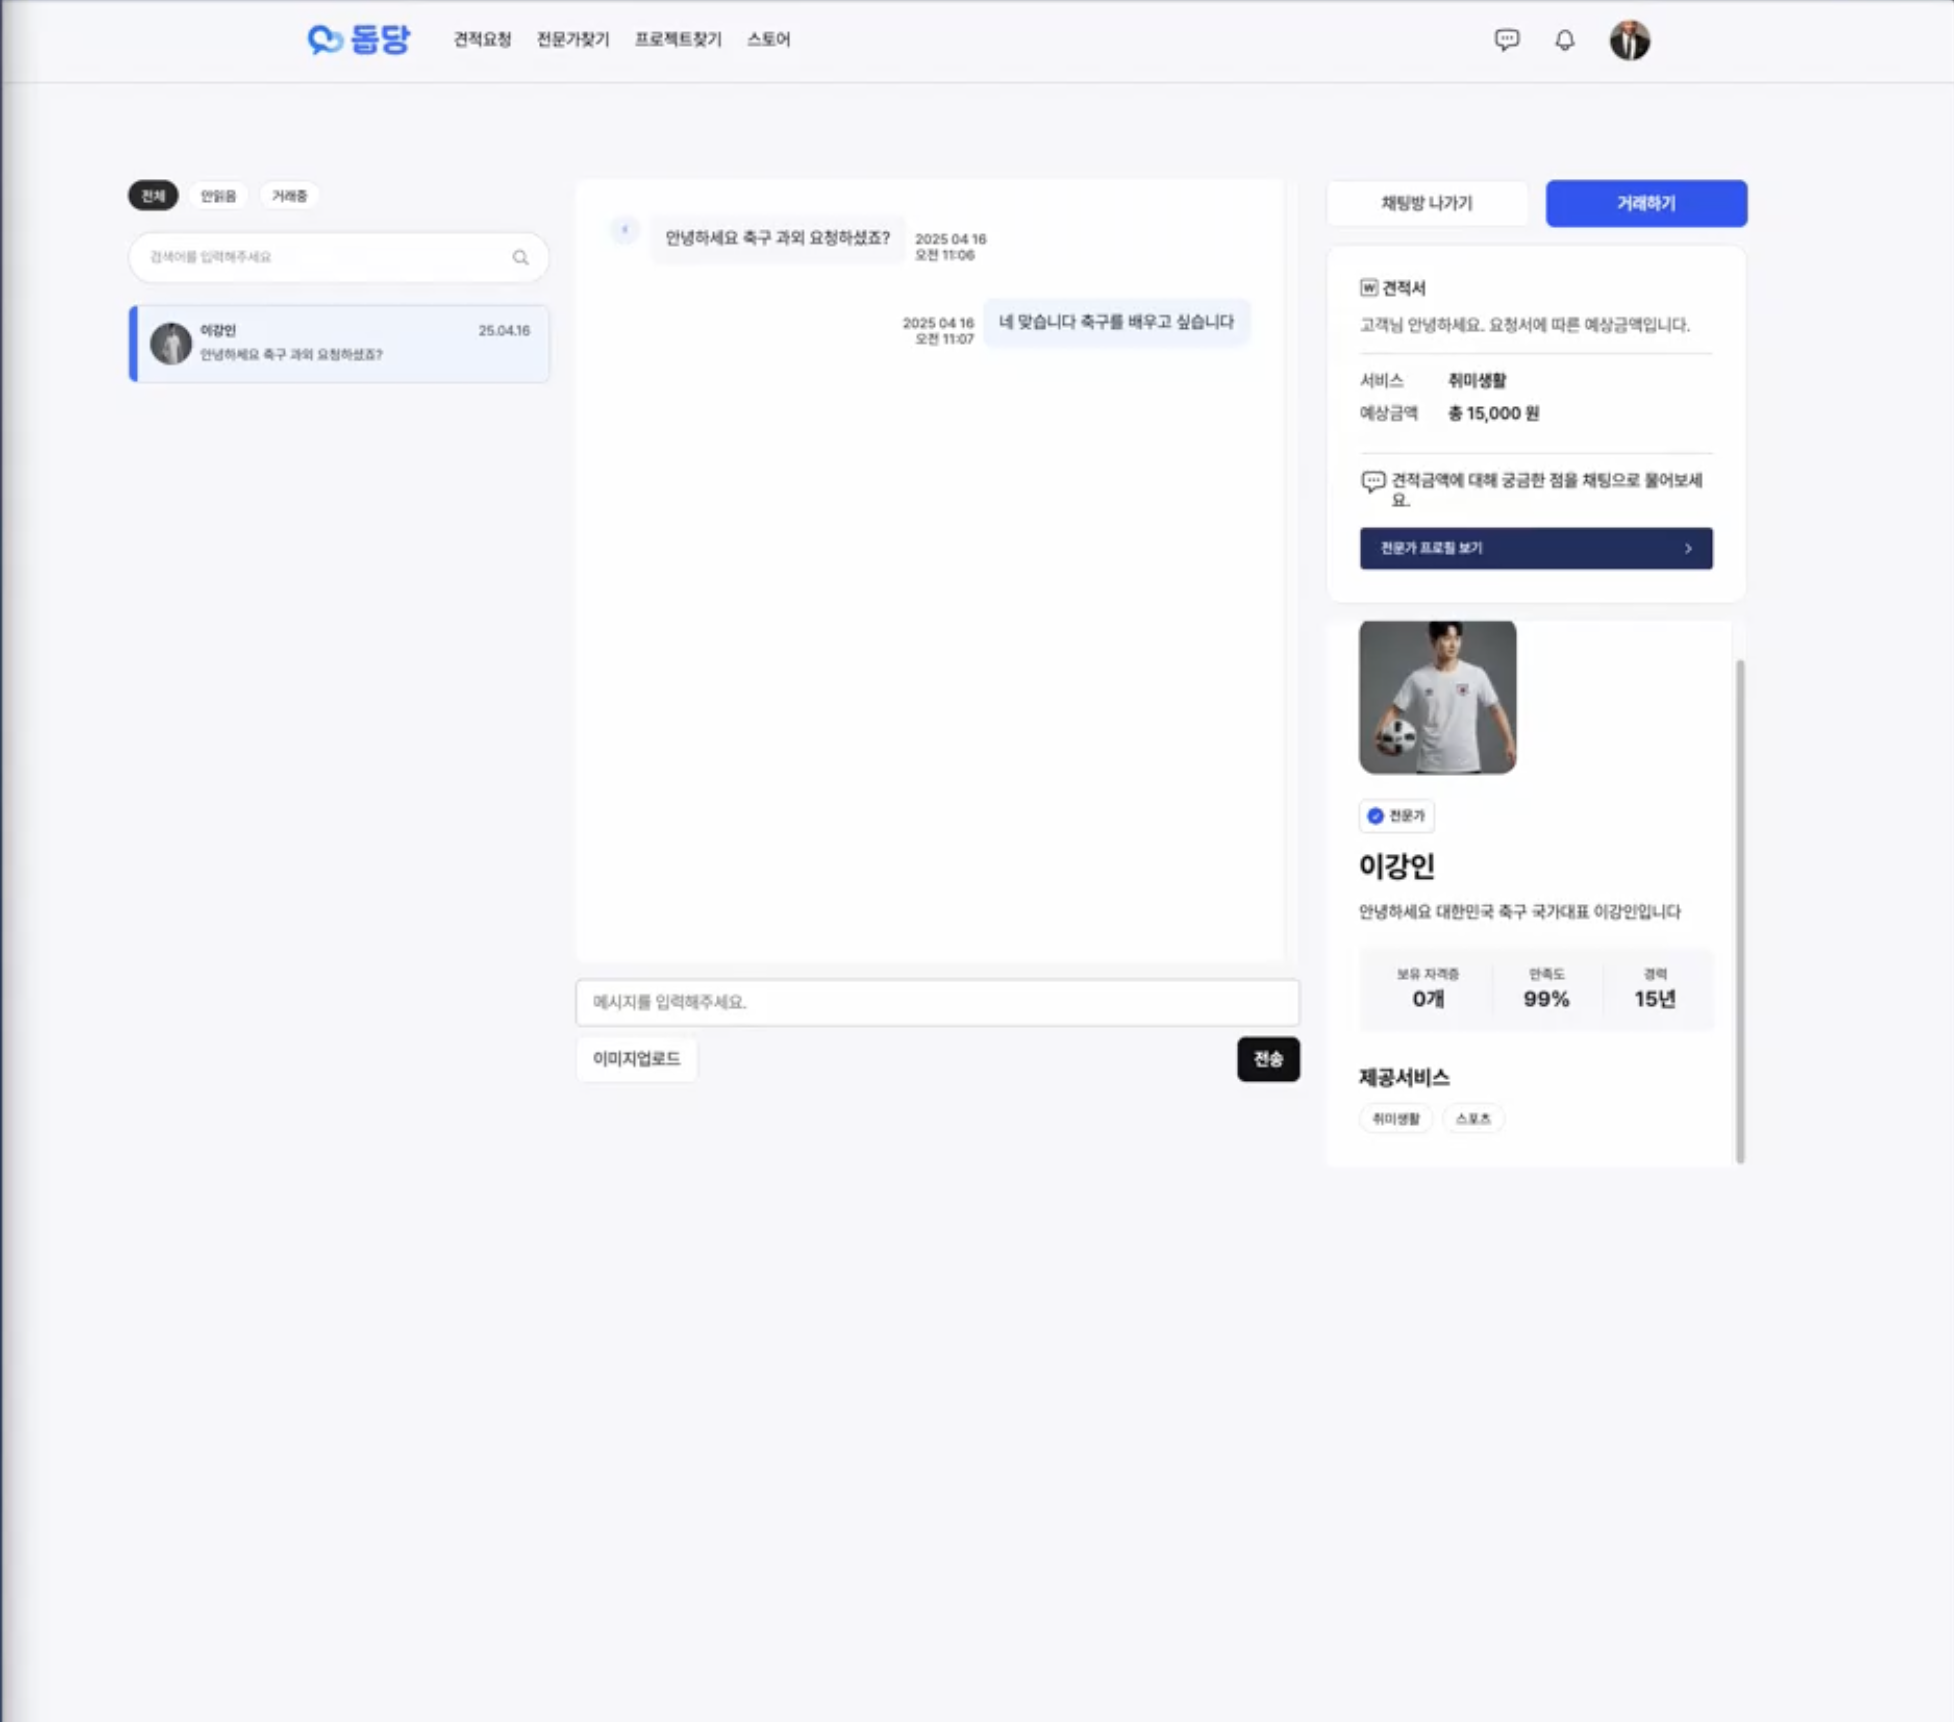 돕당
견적요청 전문가찾기 프로젝트찾기 스토어
전체 안읽음 거래중
검색어를 입력해주세요
이강인 25.04.16
안녕하세요 축구 과외 요청하셨죠?
안녕하세요 축구 과외 요청하셨죠?
2025 04 16
오전 11:06
2025 04 16
오전 11:07
네 맞습니다 축구를 배우고 싶습니다
메시지를 입력해주세요.
이미지업로드 전송
채팅방 나가기 거래하기
W 견적서
고객님 안녕하세요. 요청서에 따른 예상금액입니다.
서비스 취미생활
예상금액 총 15,000 원
견적금액에 대해 궁금한 점을 채팅으로 물어보세
요.
전문가 프로필 보기
전문가
이강인
안녕하세요 대한민국 축구 국가대표 이강인입니다
보유 자격증 만족도 경력
0개 99% 15년
제공서비스
취미생활 스포츠